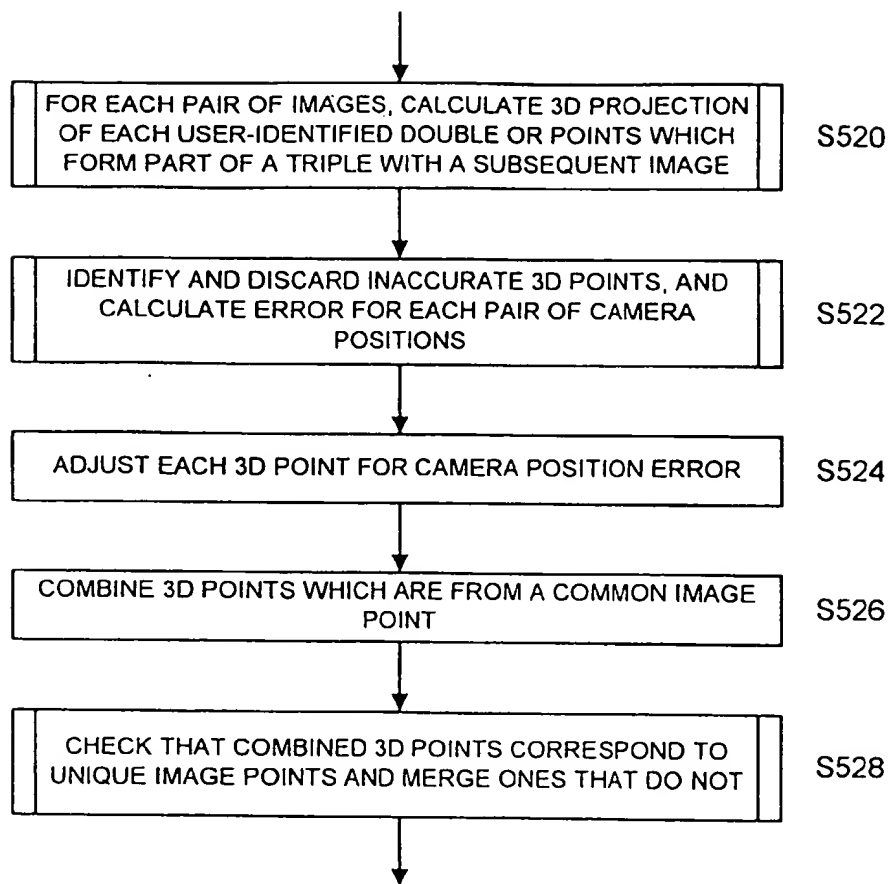 FOR EACH PAIR OF IMAGES, CALCULATE 3D PROJECTION
OF EACH USER-IDENTIFIED DOUBLE OR POINTS WHICH
FORM PART OF A TRIPLE WITH A SUBSEQUENT IMAGE
S520
IDENTIFY AND DISCARD INACCURATE 3D POINTS, AND
CALCULATE ERROR FOR EACH PAIR OF CAMERA
POSITIONS
S522
ADJUST EACH 3D POINT FOR CAMERA POSITION ERROR
S524
COMBINE 3D POINTS WHICH ARE FROM A COMMON IMAGE
POINT
S526
CHECK THAT COMBINED 3D POINTS CORRESPOND TO
UNIQUE IMAGE POINTS AND MERGE ONES THAT DO NOT
S528